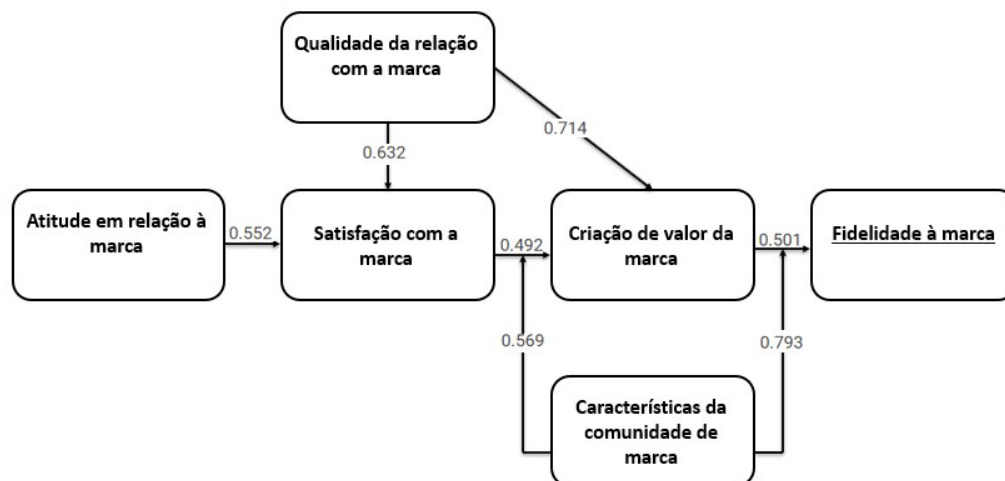 Qualidade da relação
com a marca
0.714
0.632
Atitude em relação à
marca
0.552
Satisfação com a
marca
0.492
Criação de valor da
marca
0.501
Fidelidade à marca
0.569
0.793
Características da
comunidade de
marca